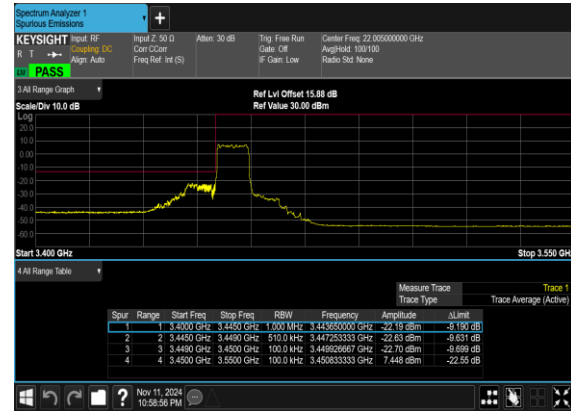 Spectrum Analyzer 1
Spurious Emissions
+
KEYSIGHT Input: RF Input Z: 50 Ω Atten: 30 dB Trig: Free Run Center Freq: 22.005000000 GHz
R T Coupling: DC Corr CCorr Gate: Off Avg|Hold: 100/100
Align: Auto Freq Ref: Int (S) IF Gain: Low Radio Std: None
PASS
3 All Range Graph Ref Lvl Offset 15.88 dB
Scale/Div 10.0 dB Ref Value 30.00 dBm
Log
20.0
10.0
0.00
-10.0
-20.0
-30.0
-40.0
-50.0
-60.0
Start 3.400 GHz Stop 3.550 GH
4 All Range Table
Measure Trace Trace 1
Trace Type Trace Average (Active)
Spur Range Start Freq Stop Freq RBW Frequency Amplitude ΔLimit
1 1 3.4000 GHz 3.4450 GHz 1.000 MHz 3.443650000 GHz -22.19 dBm -9.190 dB
2 2 3.4450 GHz 3.4490 GHz 510.0 kHz 3.447253333 GHz -22.63 dBm -9.631 dB
3 3 3.4490 GHz 3.4500 GHz 100.0 kHz 3.449926667 GHz -22.70 dBm -9.699 dB
4 4 3.4500 GHz 3.5500 GHz 100.0 kHz 3.450833333 GHz 7.448 dBm -22.55 dB
? Nov 11, 2024
10:58:56 PM